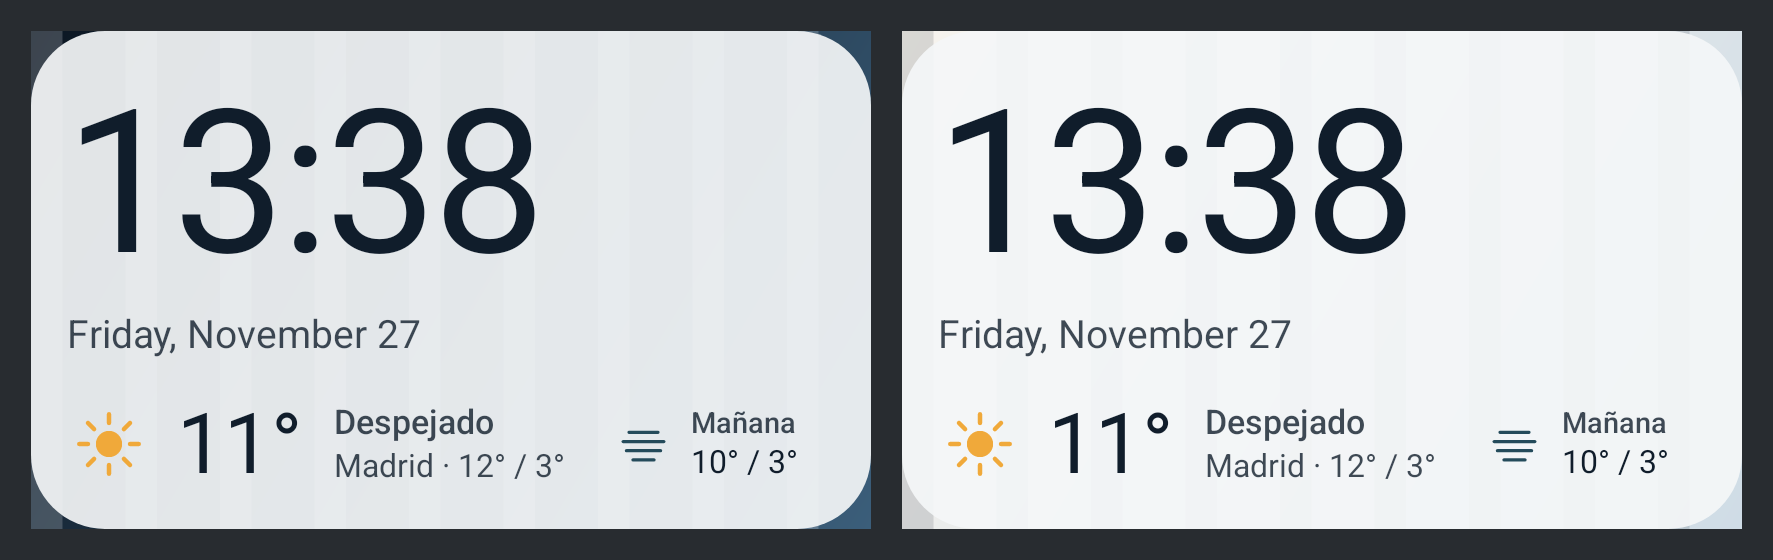 13:38
Friday, November 27
11°
Despejado
Madrid · 12° / 3°
Mañana
10° / 3°
13:38
Friday, November 27
11°
Despejado
Madrid · 12° / 3°
Mañana
10° / 3°